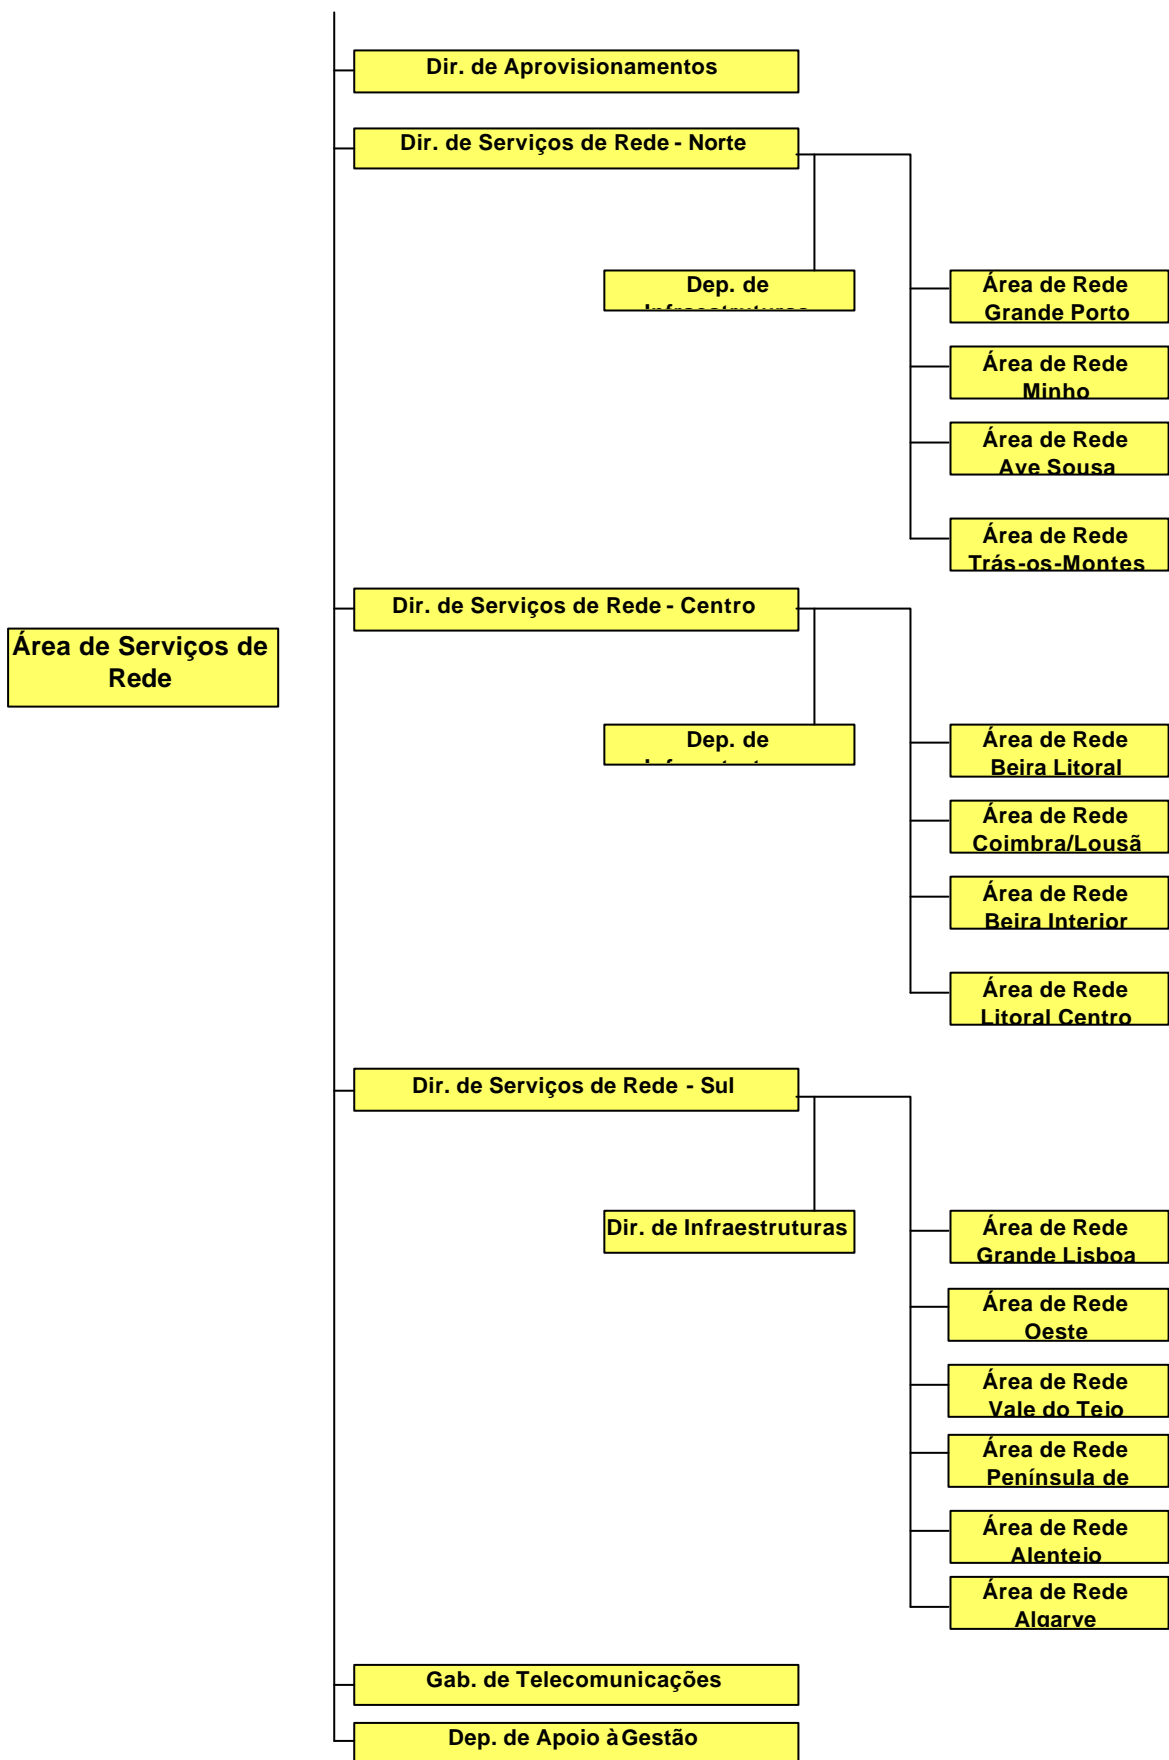 Dir. de Aprovisionamentos
Dir. de Serviços de Rede - Norte
Dep. de
Infraestruturas
Área de Rede
Grande Porto
Área de Rede
Minho
Área de Rede
Ave Sousa
Área de Rede
Trás-os-Montes
Dir. de Serviços de Rede - Centro
Área de Serviços de
Rede
Dep. de
Área de Rede
Beira Litoral
Área de Rede
Coimbra/Lousã
Área de Rede
Beira Interior
Área de Rede
Litoral Centro
Dir. de Serviços de Rede - Sul
Dir. de Infraestruturas
Área de Rede
Grande Lisboa
Área de Rede
Oeste
Área de Rede
Vale do Tejo
Área de Rede
Península de
Área de Rede
Alentejo
Área de Rede
Algarve
Gab. de Telecomunicações
Dep. de Apoio à Gestão